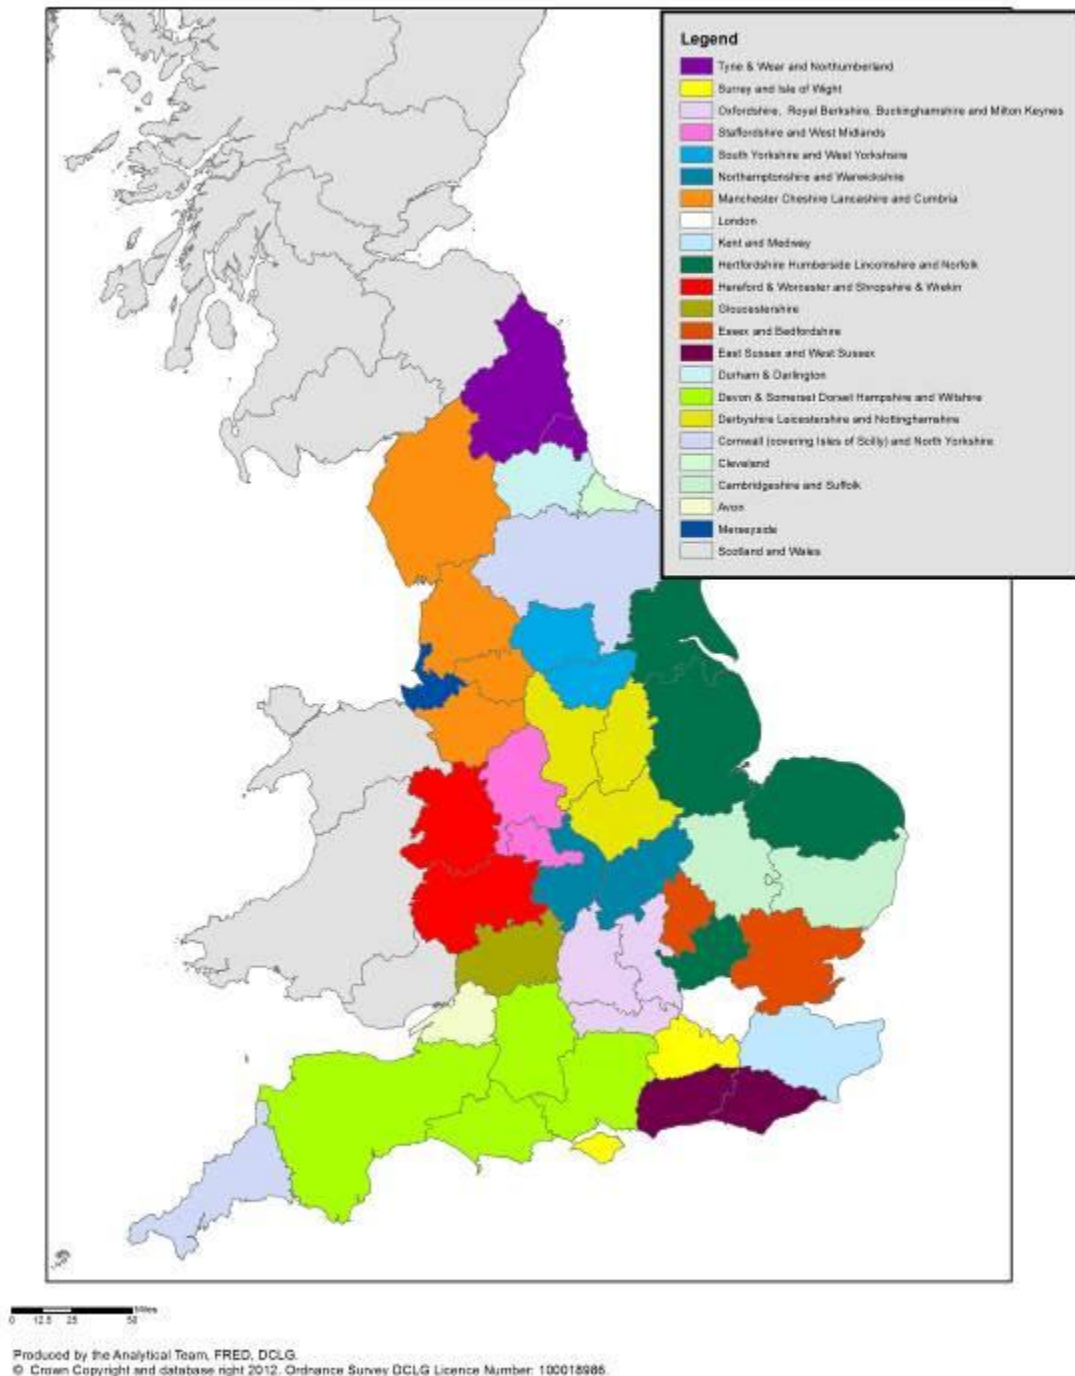 Legend
Tyne & Wear and Northumberland
Surrey and Isle of Wight
Oxfordshire, Royal Berkshire, Buckinghamshire and Milton Keynes
Staffordshire and West Midlands
South Yorkshire and West Yorkshire
Northamptonshire and Warwickshire
Manchester Cheshire Lancashire and Cumbria
London
Kent and Medway
Hertfordshire Humberside Lincolnshire and Norfolk
Hereford & Worcester and Shropshire & Wrekin
Gloucestershire
Essex and Bedfordshire
East Sussex and West Sussex
Durham & Darlington
Devon & Somerset Dorset Hampshire and Wiltshire
Derbyshire Leicestershire and Nottinghamshire
Cornwall (covering Isles of Scilly) and North Yorkshire
Cleveland
Cambridgeshire and Suffolk
Avon
Merseyside
Scotland and Wales
Miles
0 12.5 25 50
Produced by the Analytical Team, FRED, DCLG.
© Crown Copyright and database right 2012. Ordnance Survey DCLG Licence Number: 100018986.